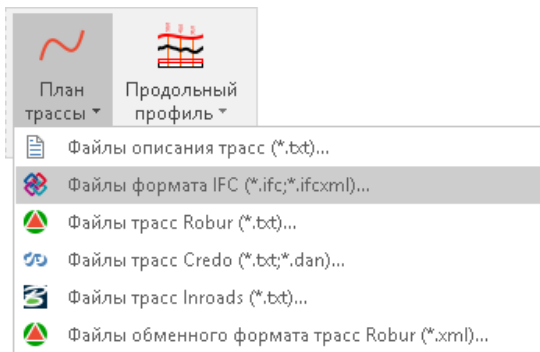 План трассы
Продольный профиль
Файлы описания трасс (*.txt)...
Файлы формата IFC (*.ifc;*.ifcxml)...
Файлы трасс Robur (*.txt)...
Файлы трасс Credo (*.txt;*.dan)...
Файлы трасс Inroads (*.txt)...
Файлы обменного формата трасс Robur (*.xml)...